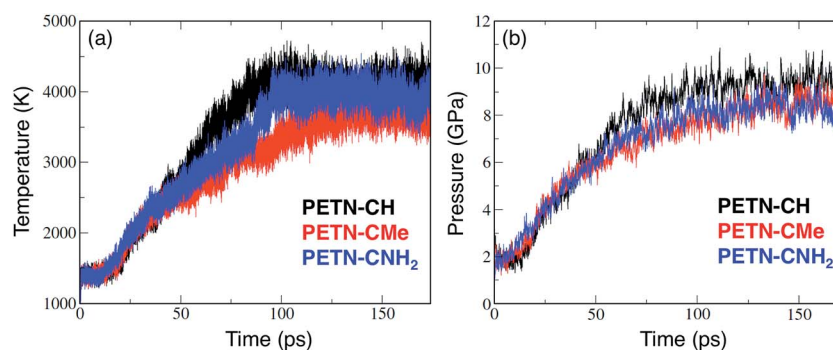 (a)
5000
4000
3000
2000
1000
Temperature (K)
PETN-CH
PETN-CMe
PETN-CNH₂
0
50
100
150
Time (ps)
(b)
12
10
8
6
4
2
0
Pressure (GPa)
PETN-CH
PETN-CMe
PETN-CNH₂
0
50
100
150
Time (ps)